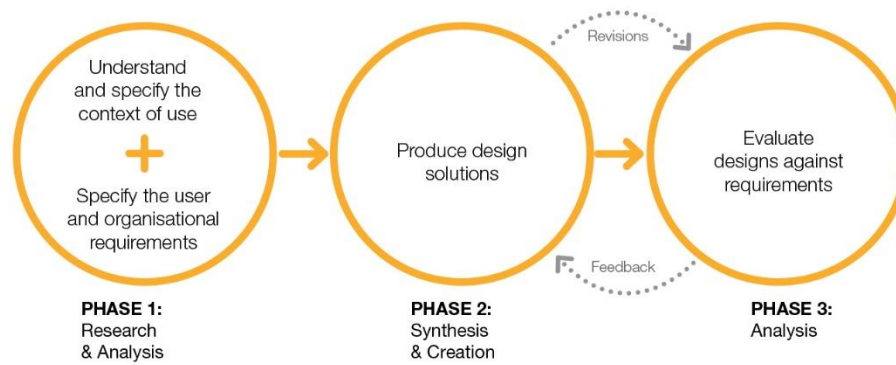 Understand
and specify the
context of use
+
Specify the user
and organisational
requirements
Produce design
solutions
Revisions
Feedback
Evaluate
designs against
requirements
PHASE 1:
Research
& Analysis
PHASE 2:
Synthesis
& Creation
PHASE 3:
Analysis